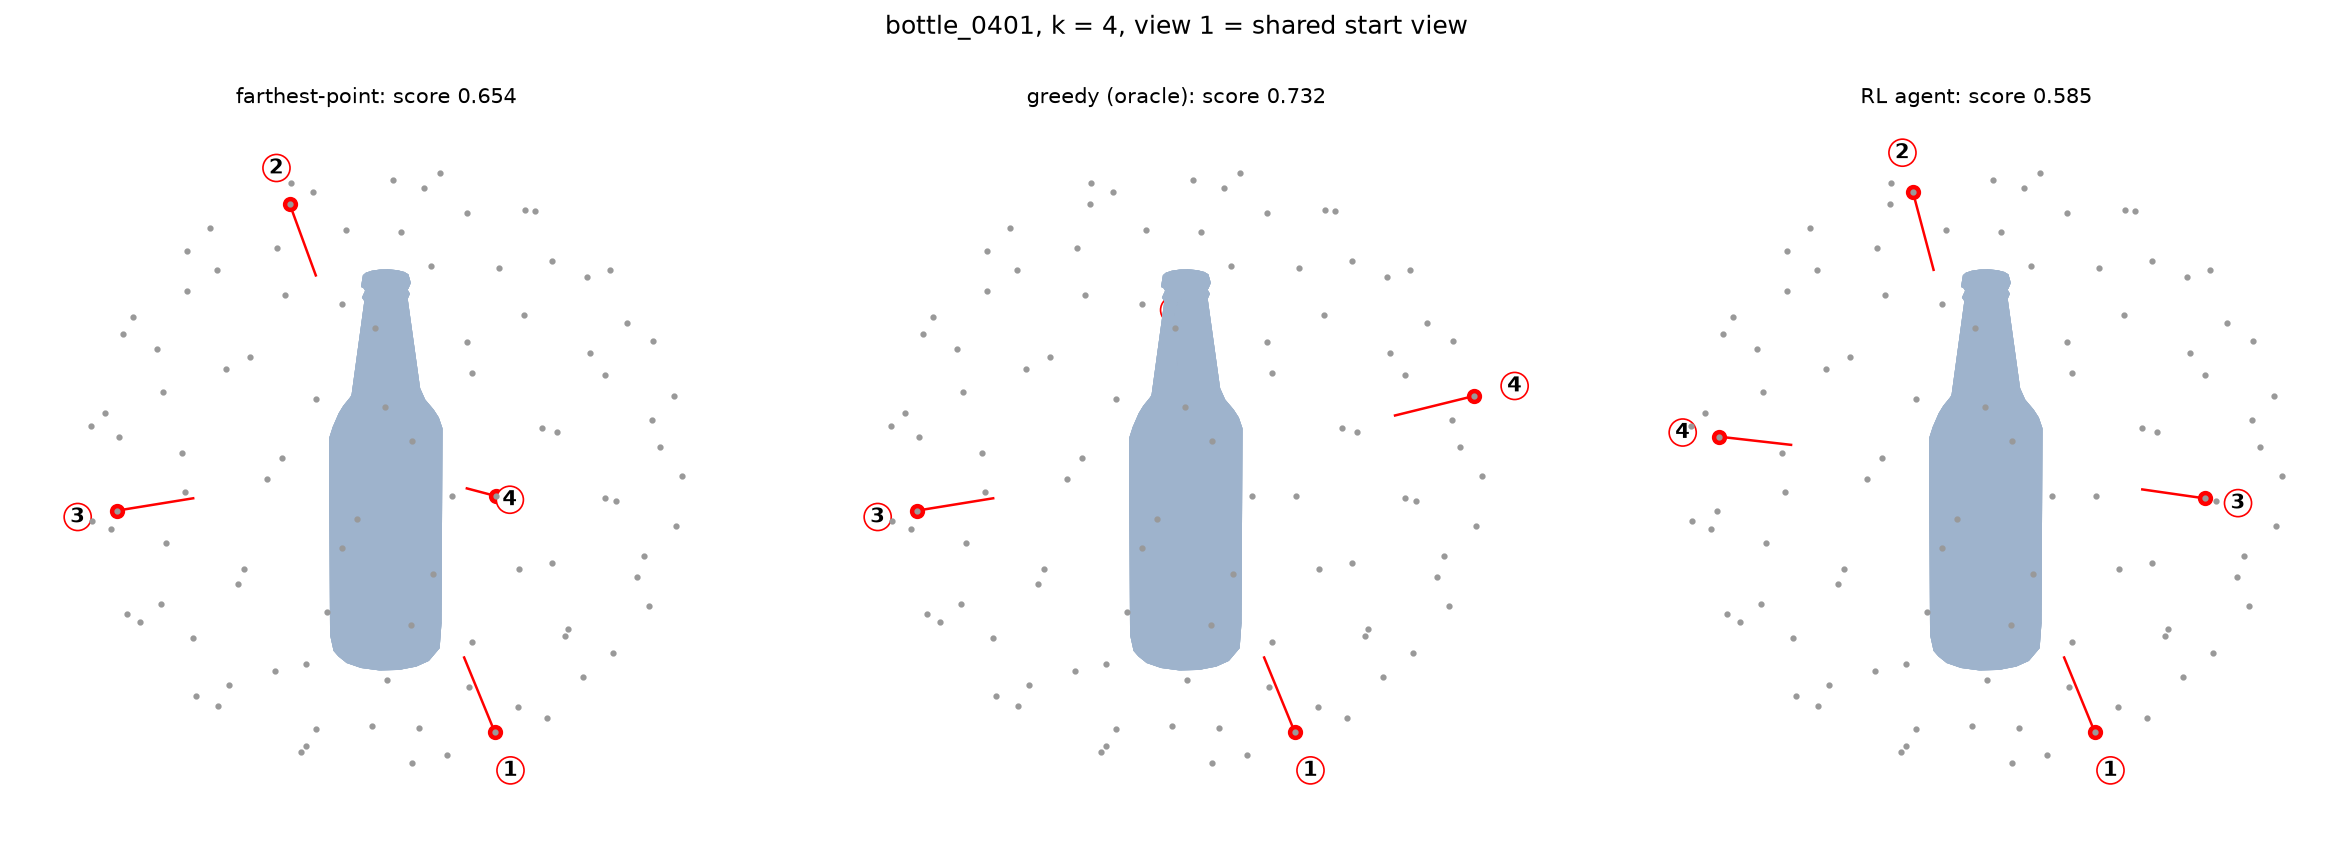 bottle_0401, k = 4, view 1 = shared start view
farthest-point: score 0.654
2
3
4
1
greedy (oracle): score 0.732
4
3
1
RL agent: score 0.585
2
4
3
1